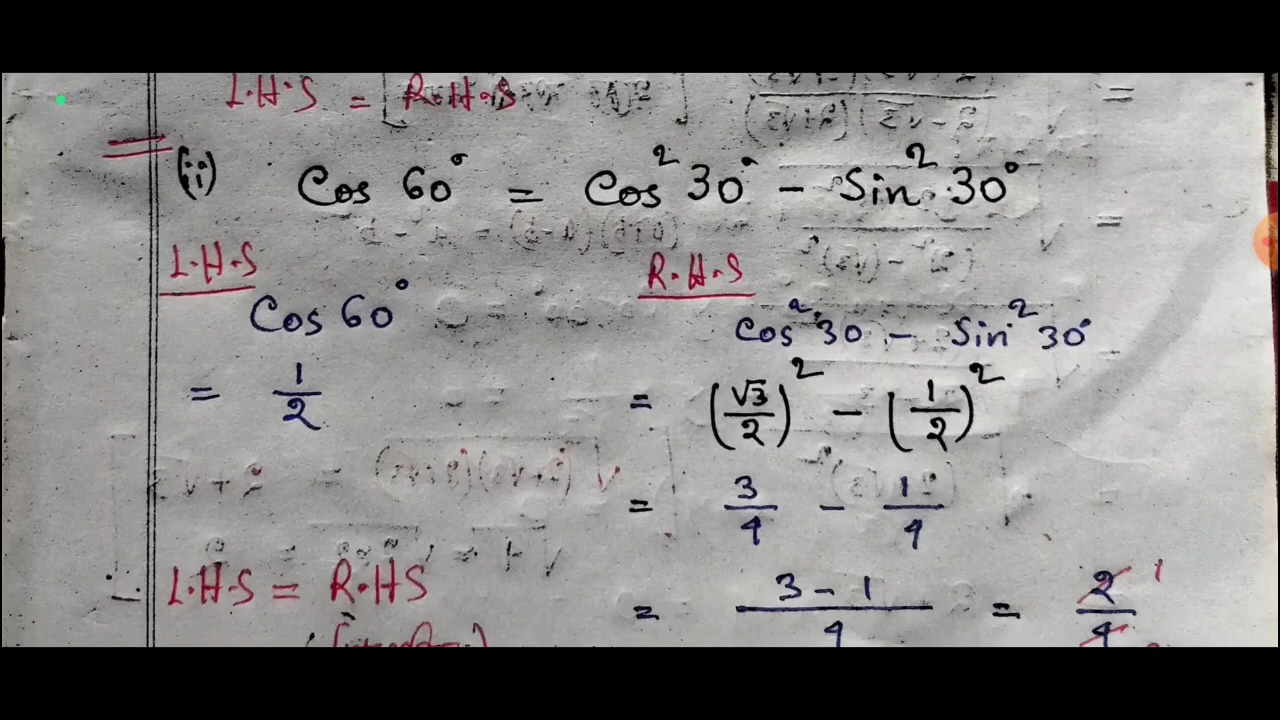 L.H.S = R.H.S
(ii) Cos 60° = Cos² 30° - Sin² 30°
L.H.S
Cos 60°
= 1/2
R.H.S
Cos² 30 - Sin² 30°
= (√3/2)² - (1/2)²
= 3/4 - 1/4
= 3 - 1/4 = 2/4 1
L.H.S = R.H.S